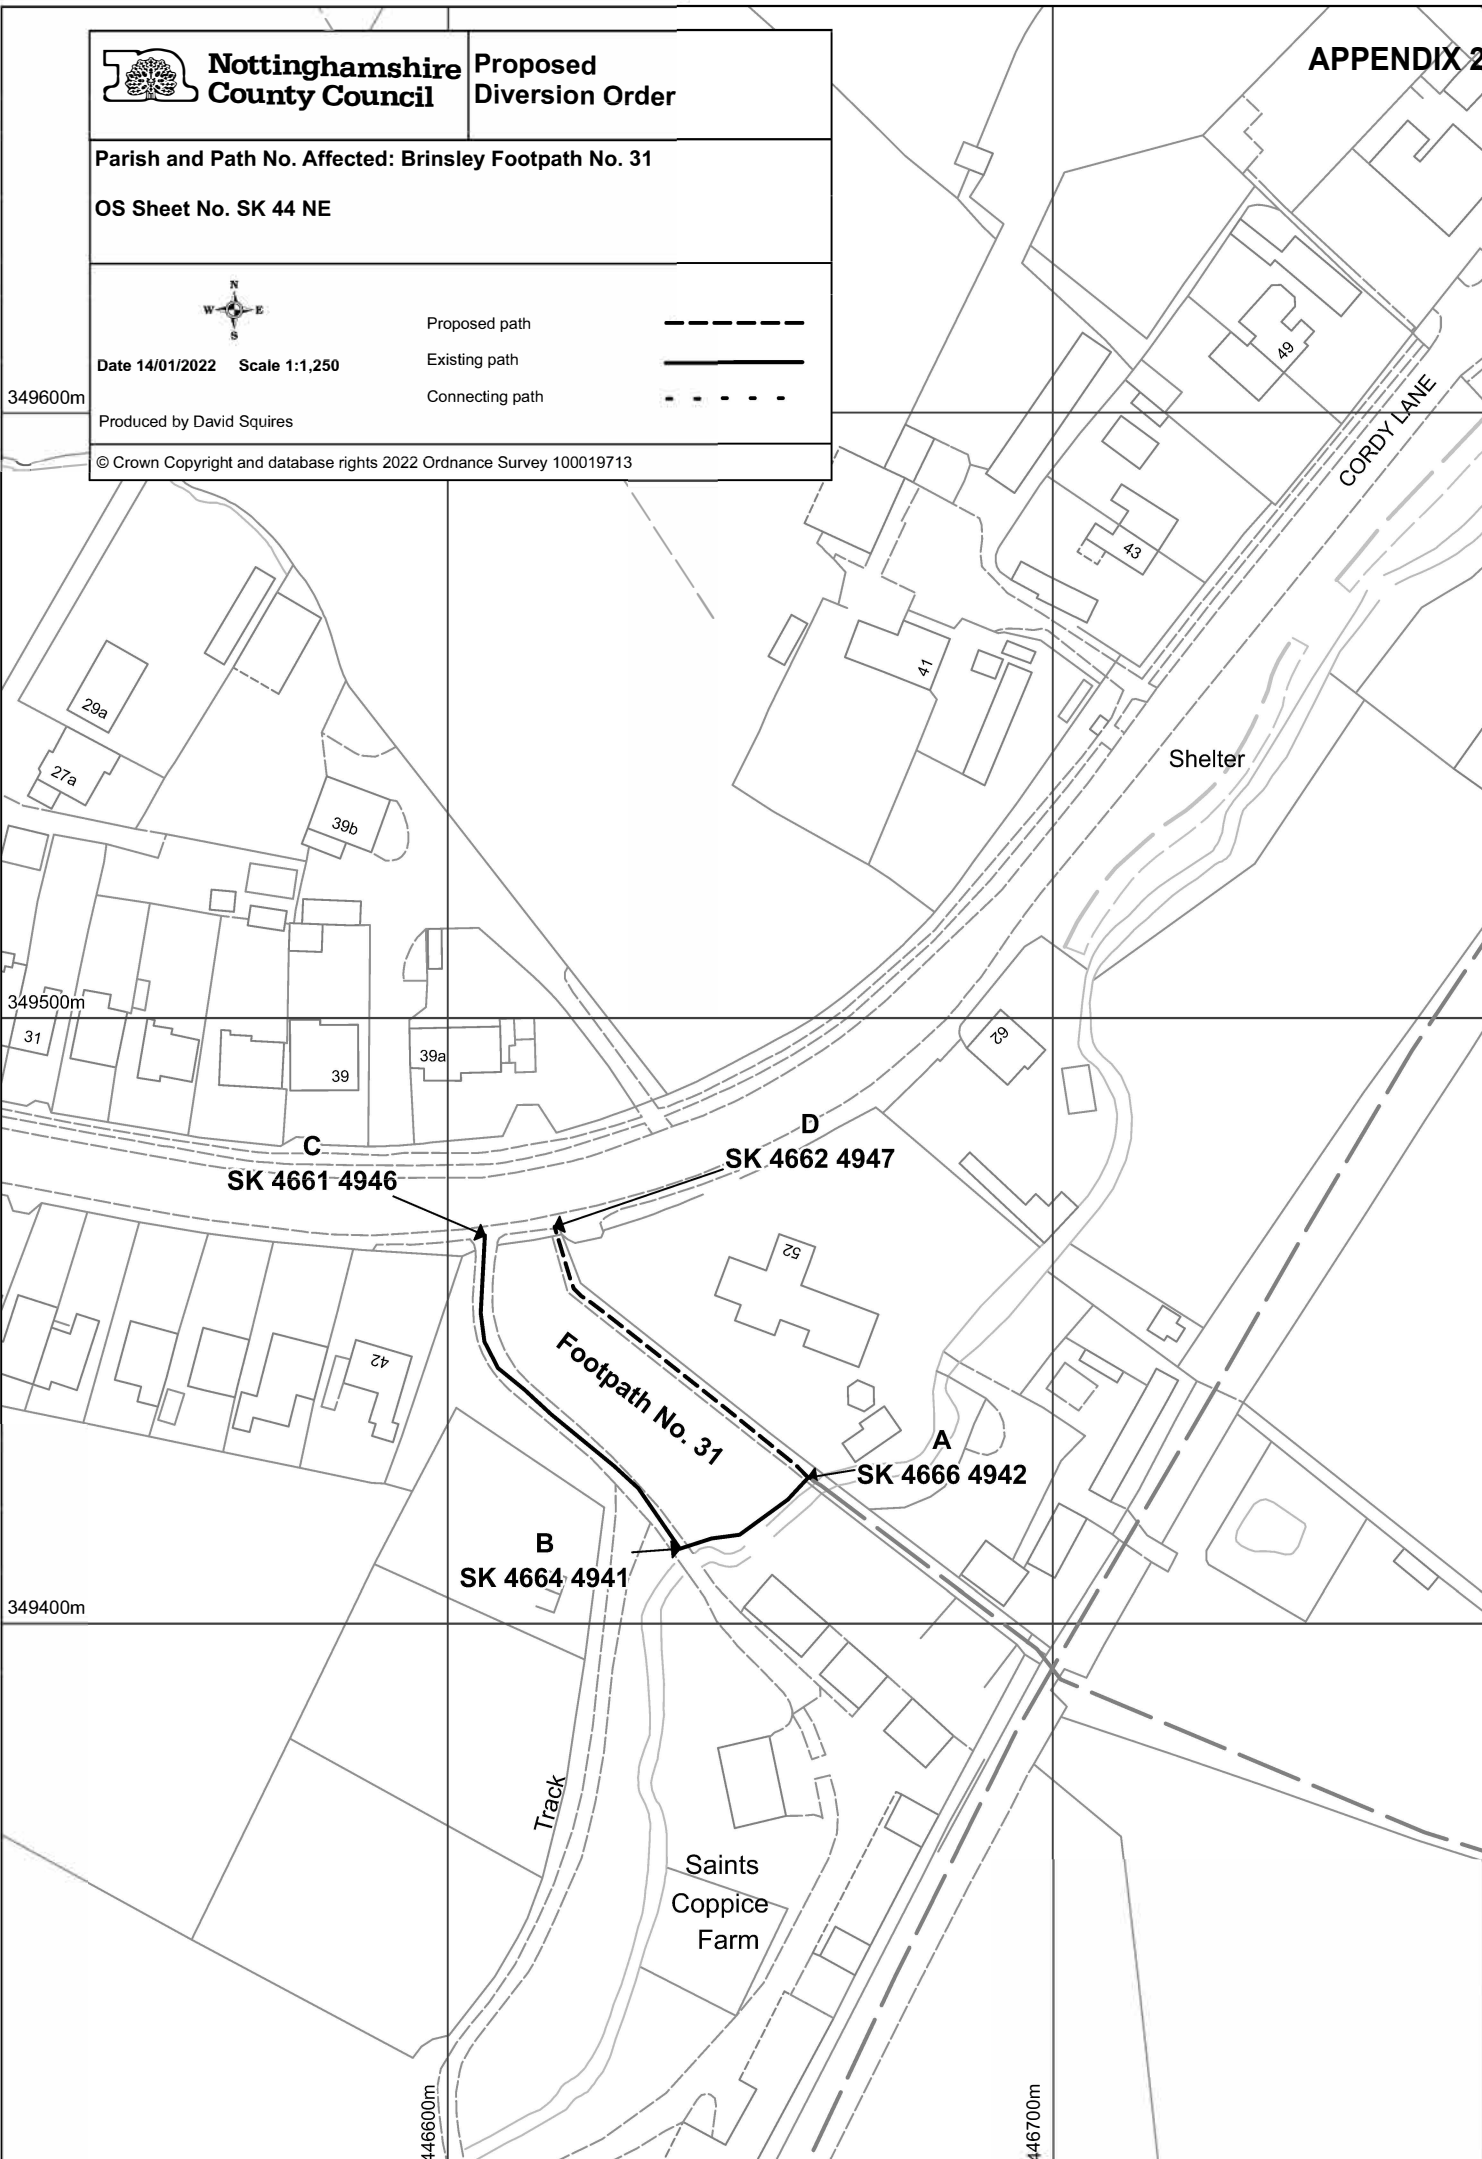 APPENDIX 2
Nottinghamshire
County Council
Proposed
Diversion Order
Parish and Path No. Affected: Brinsley Footpath No. 31
OS Sheet No. SK 44 NE
N
W E
S
Date 14/01/2022 Scale 1:1,250
Produced by David Squires
Proposed path
Existing path
Connecting path
© Crown Copyright and database rights 2022 Ordnance Survey 100019713
349600m
49
CORDY LANE
43
41
29a
27a
39b
Shelter
349500m
31
39
39a
62
C
SK 4661 4946
D
SK 4662 4947
52
42
Footpath No. 31
A
SK 4666 4942
B
SK 4664 4941
349400m
Track
Saints
Coppice
Farm
446600m
446700m